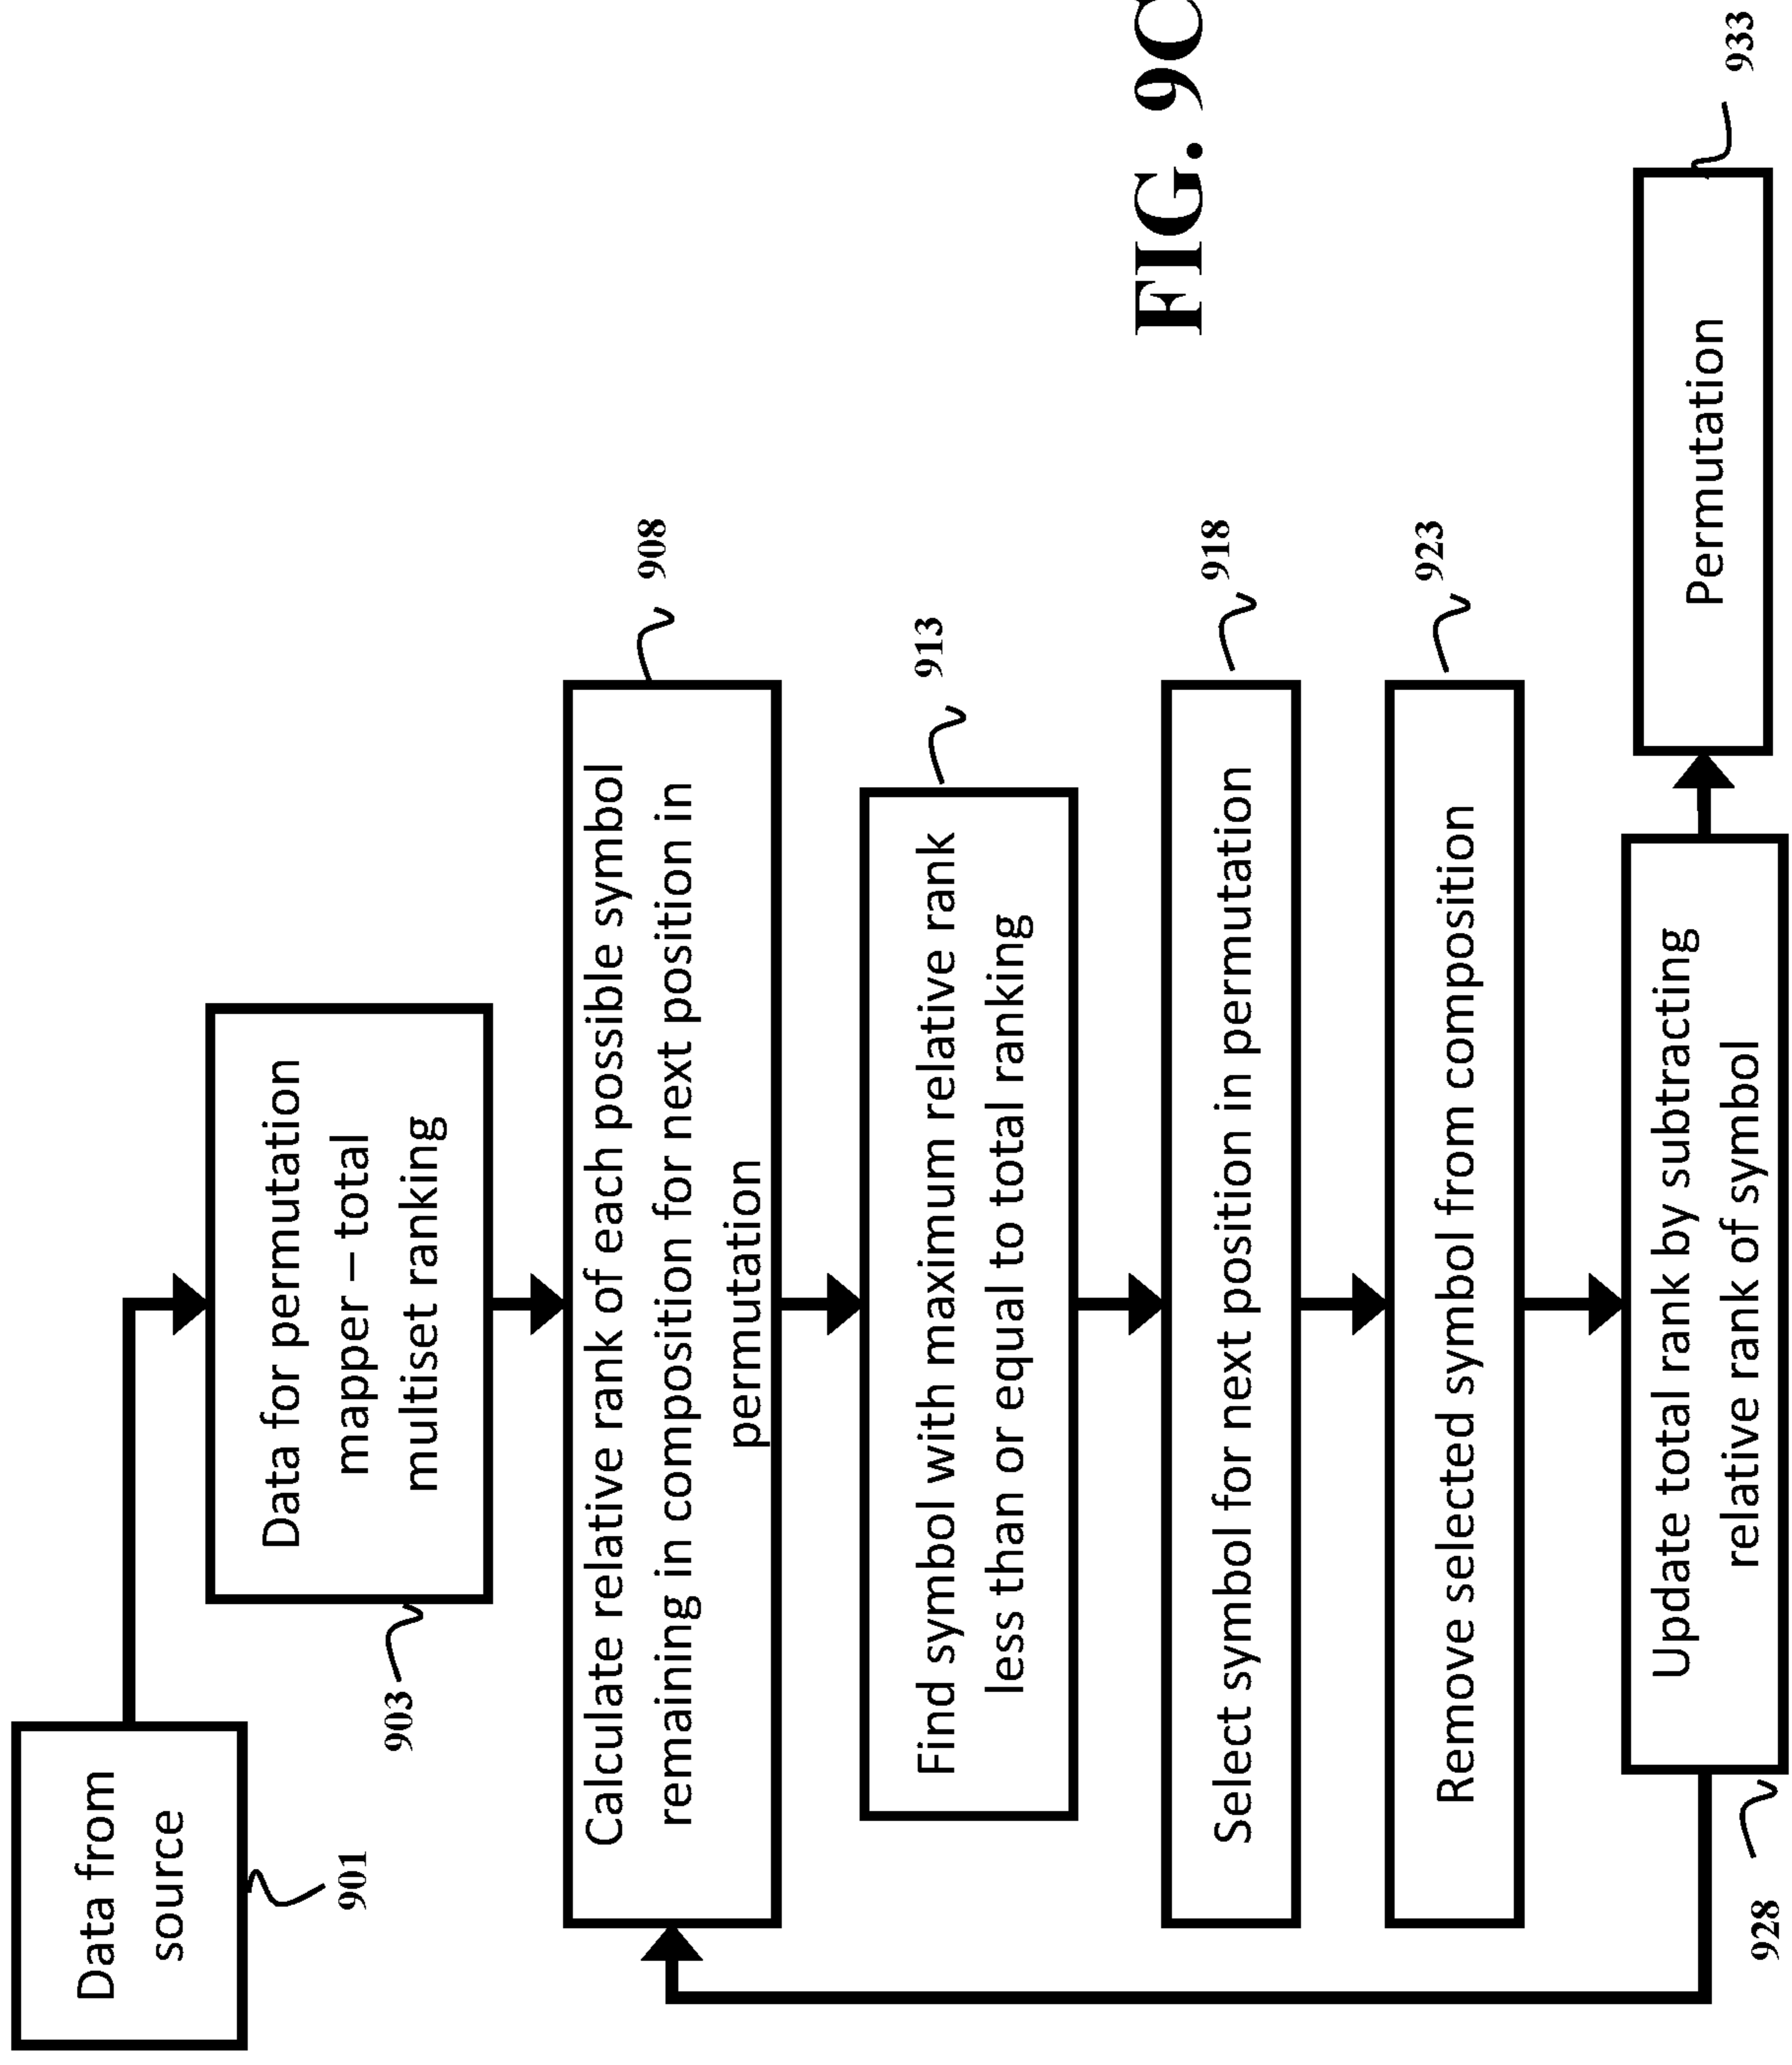 Data from
source
901
Data for permutation
mapper – total
multiset ranking
903
Calculate relative rank of each possible symbol
remaining in composition for next position in
permutation
908
Find symbol with maximum relative rank
less than or equal to total ranking
913
Select symbol for next position in permutation
918
Remove selected symbol from composition
923
Update total rank by subtracting
relative rank of symbol
928
Permutation
933
FIG. 9C